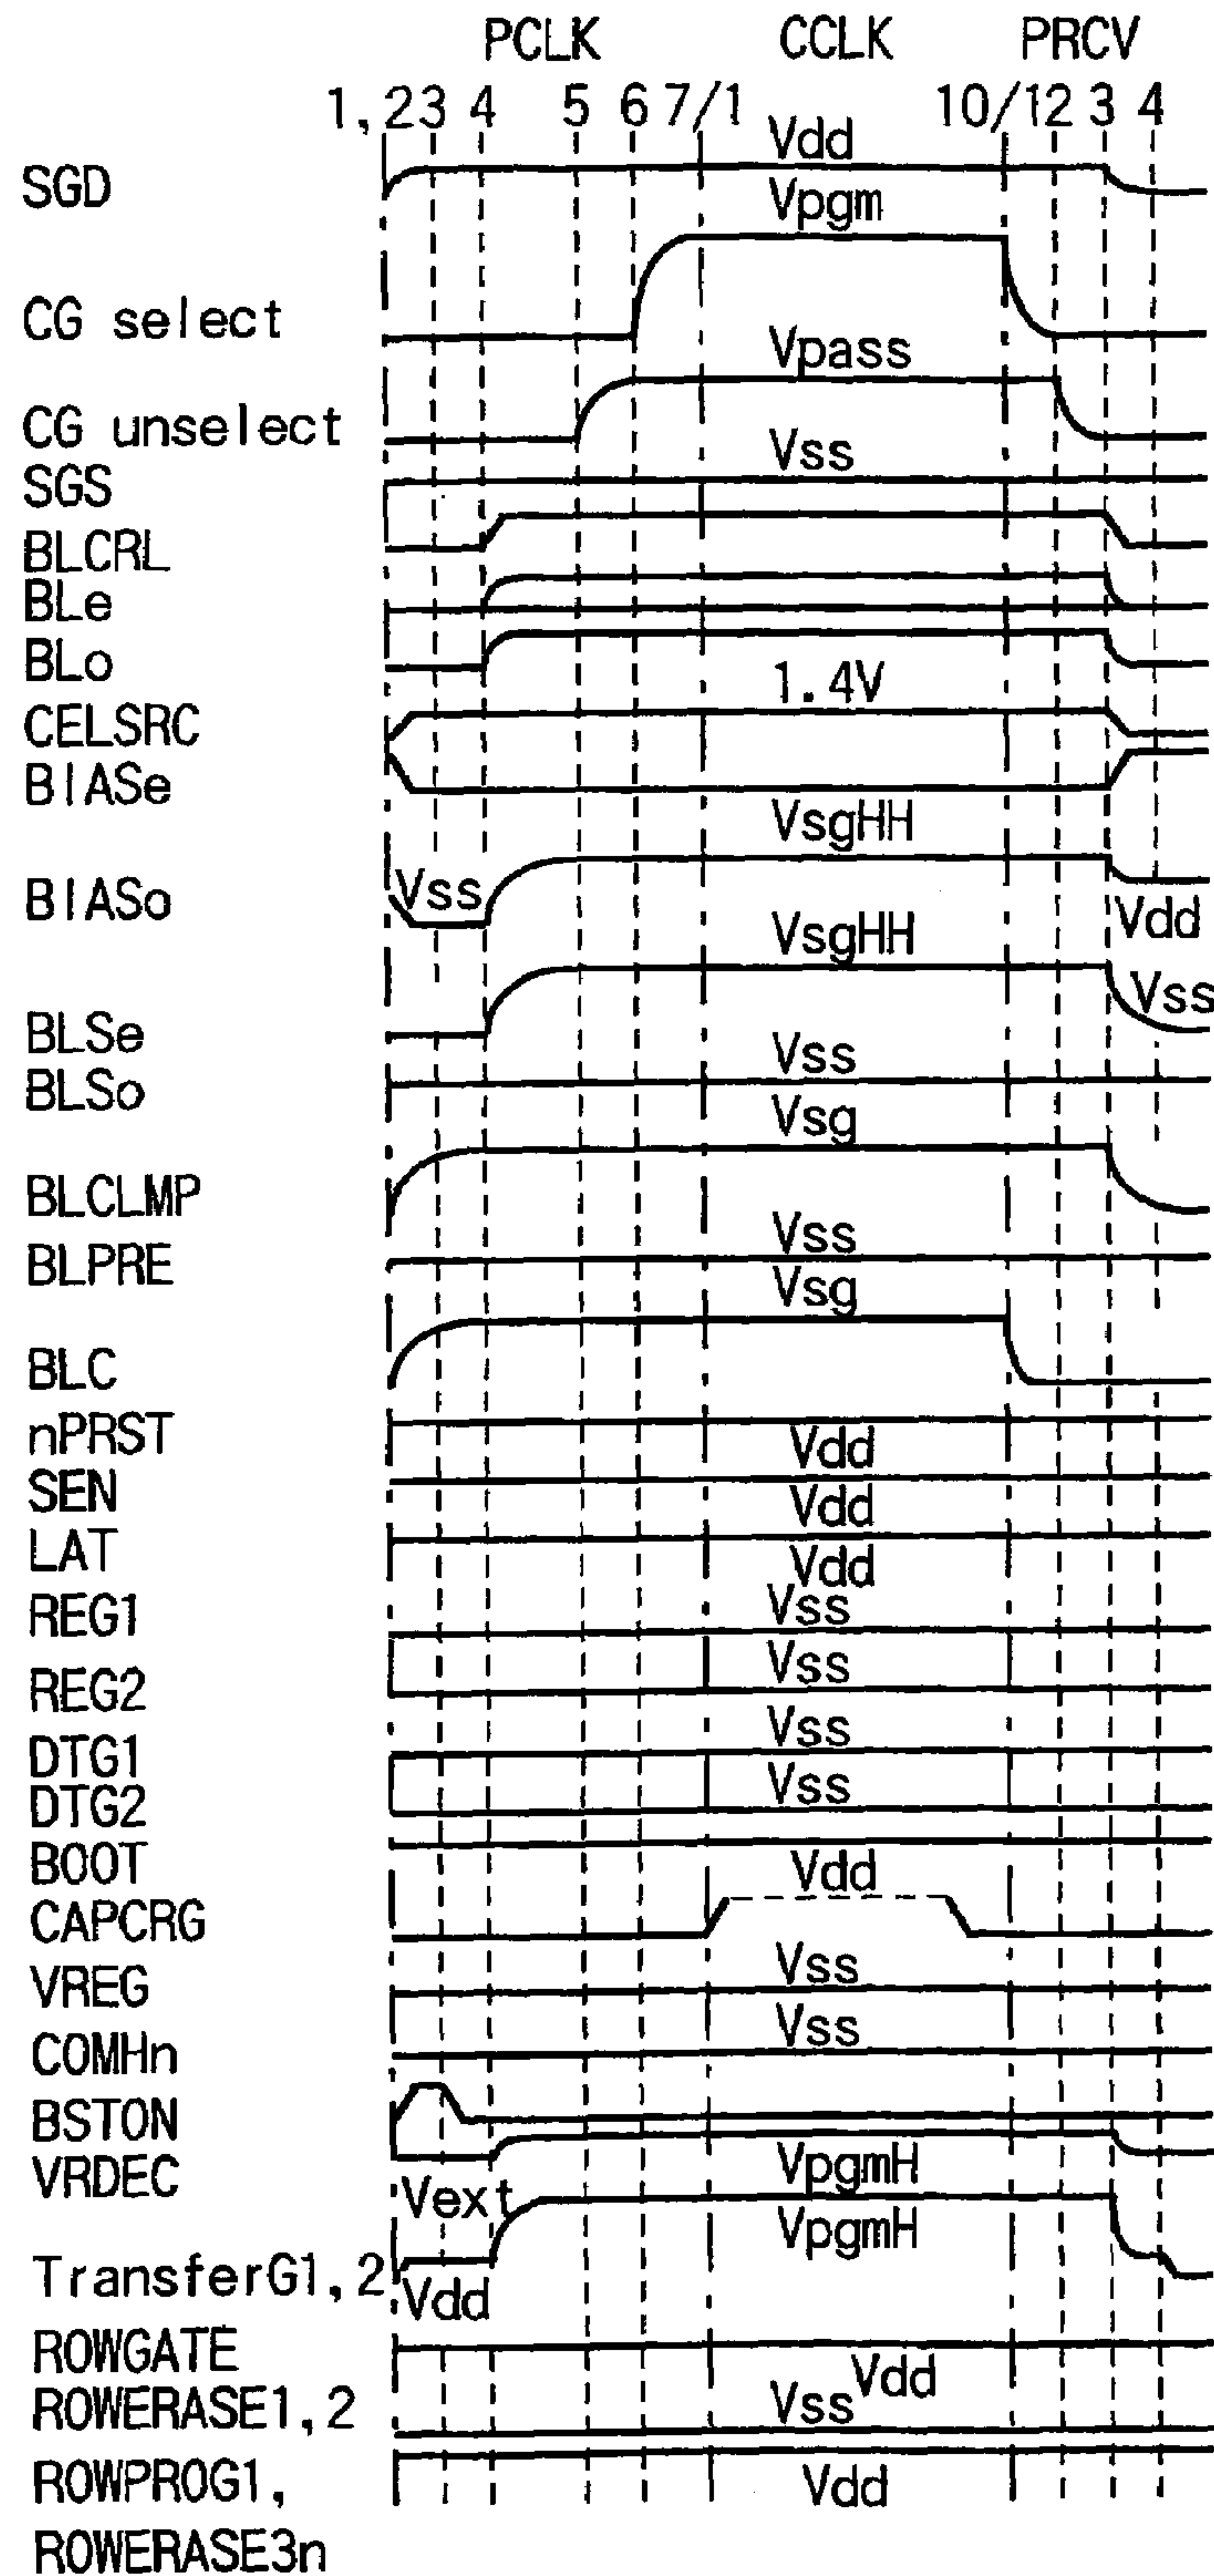 PCLK CCLK PRCV
1,2 3 4 5 6 7/1 10/1 2 3 4
SGD Vdd
CG select Vpgm
CG unselect Vpass
SGS Vss
BLCRL
BLe
BLo
CELSRC 1.4V
BIASe
BIASo Vss VsgHH Vdd
BLSe VsgHH Vss
BLSo Vss
BLCLMP Vsg
BLPRE Vss
BLC Vsg
nPRST Vdd
SEN Vdd
LAT Vdd
REG1 Vss
REG2 Vss
DTG1 Vss
DTG2 Vss
BOOT Vdd
CAPCRG
VREG Vss
COMHn Vss
BSTON
VRDEC Vext VpgmH
TransferG1,2 Vdd VpgmH
ROWGATE Vdd
ROWERASE1,2 Vss
ROWPROG1, Vdd
ROWERASE3n